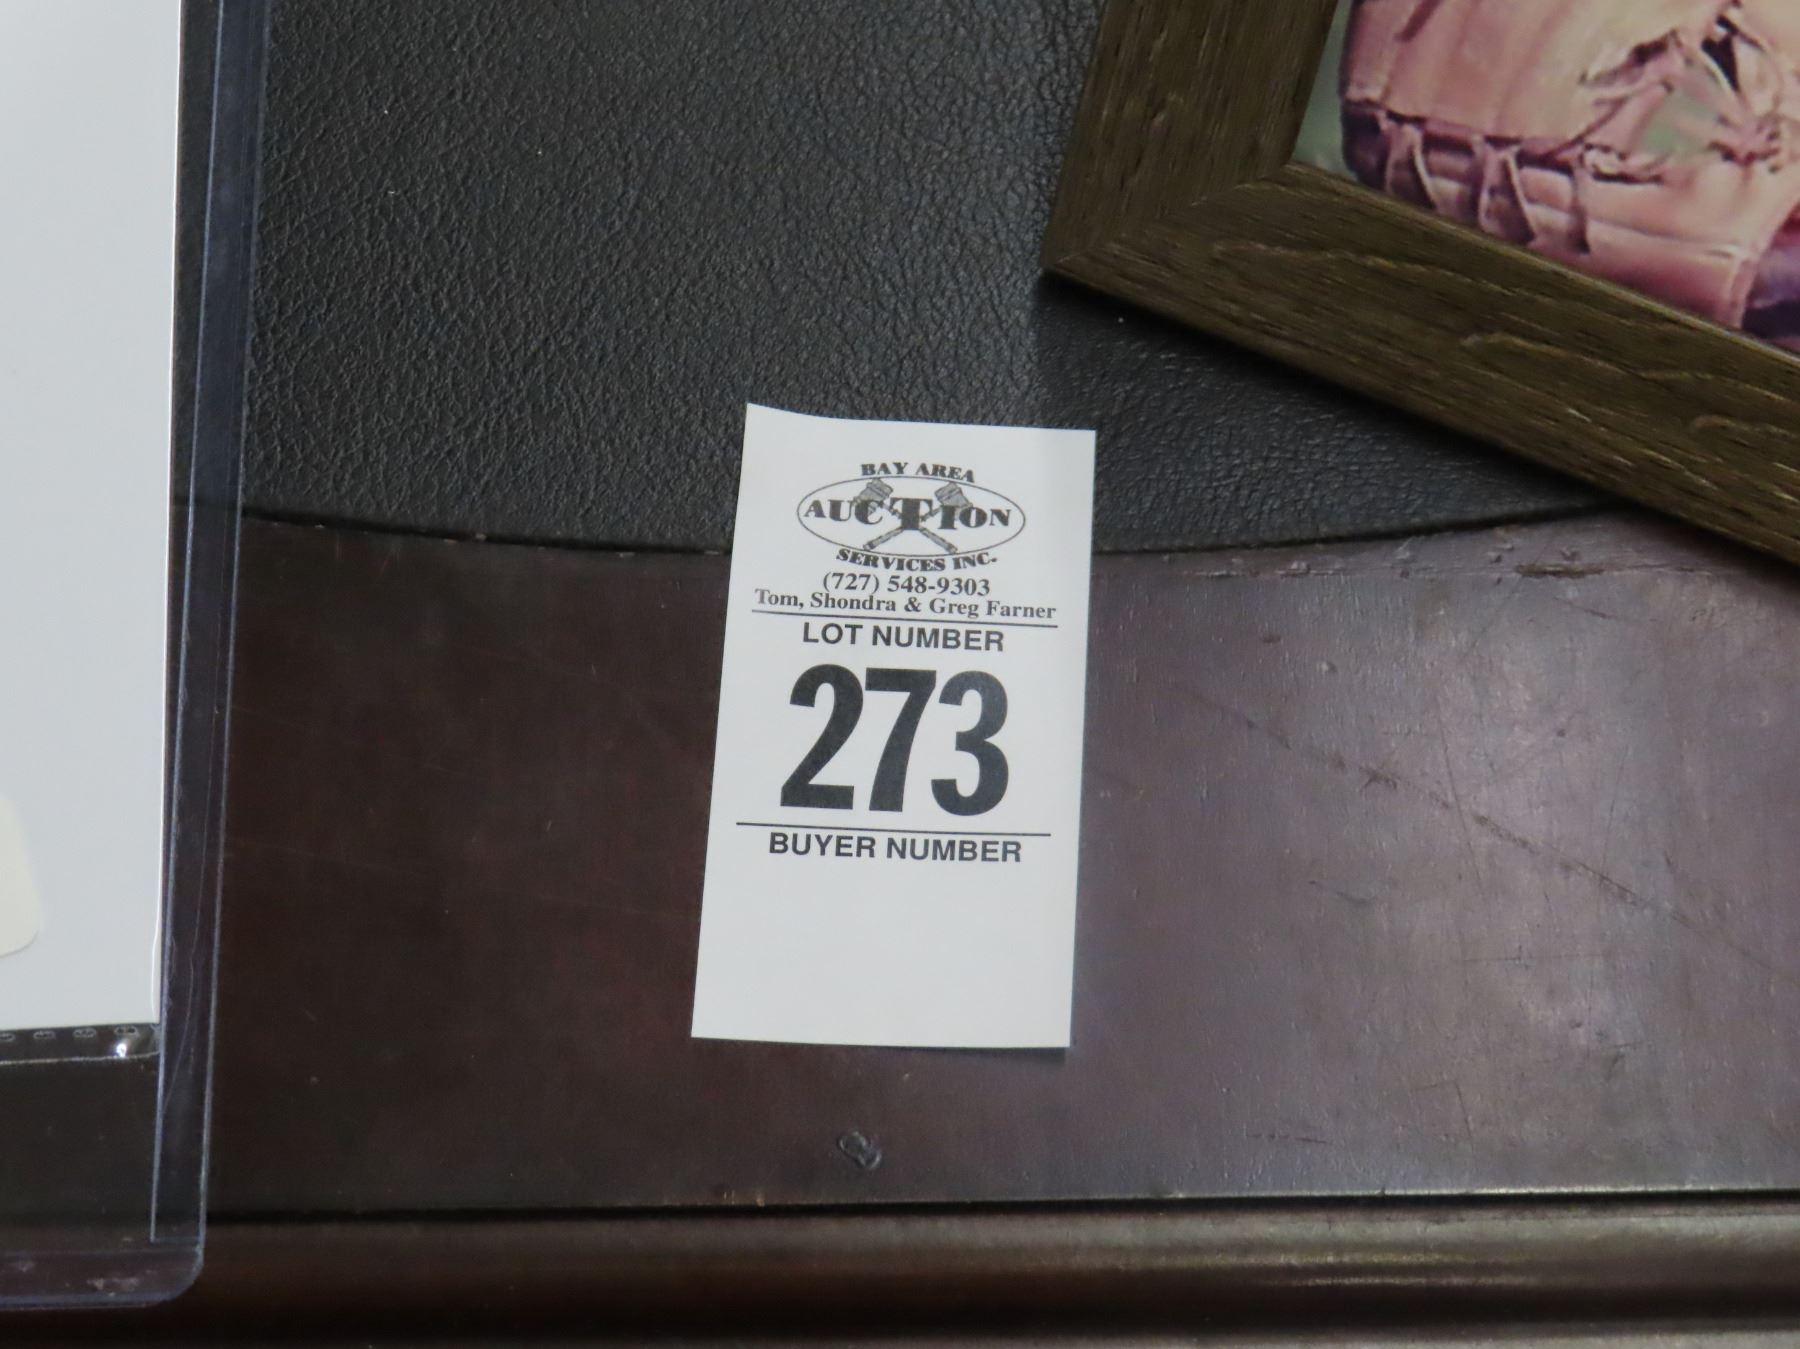 BAY AREA
AUCTION
SERVICES INC.
(727) 548-9303
Tom, Shondra & Greg Farner
LOT NUMBER
273
BUYER NUMBER